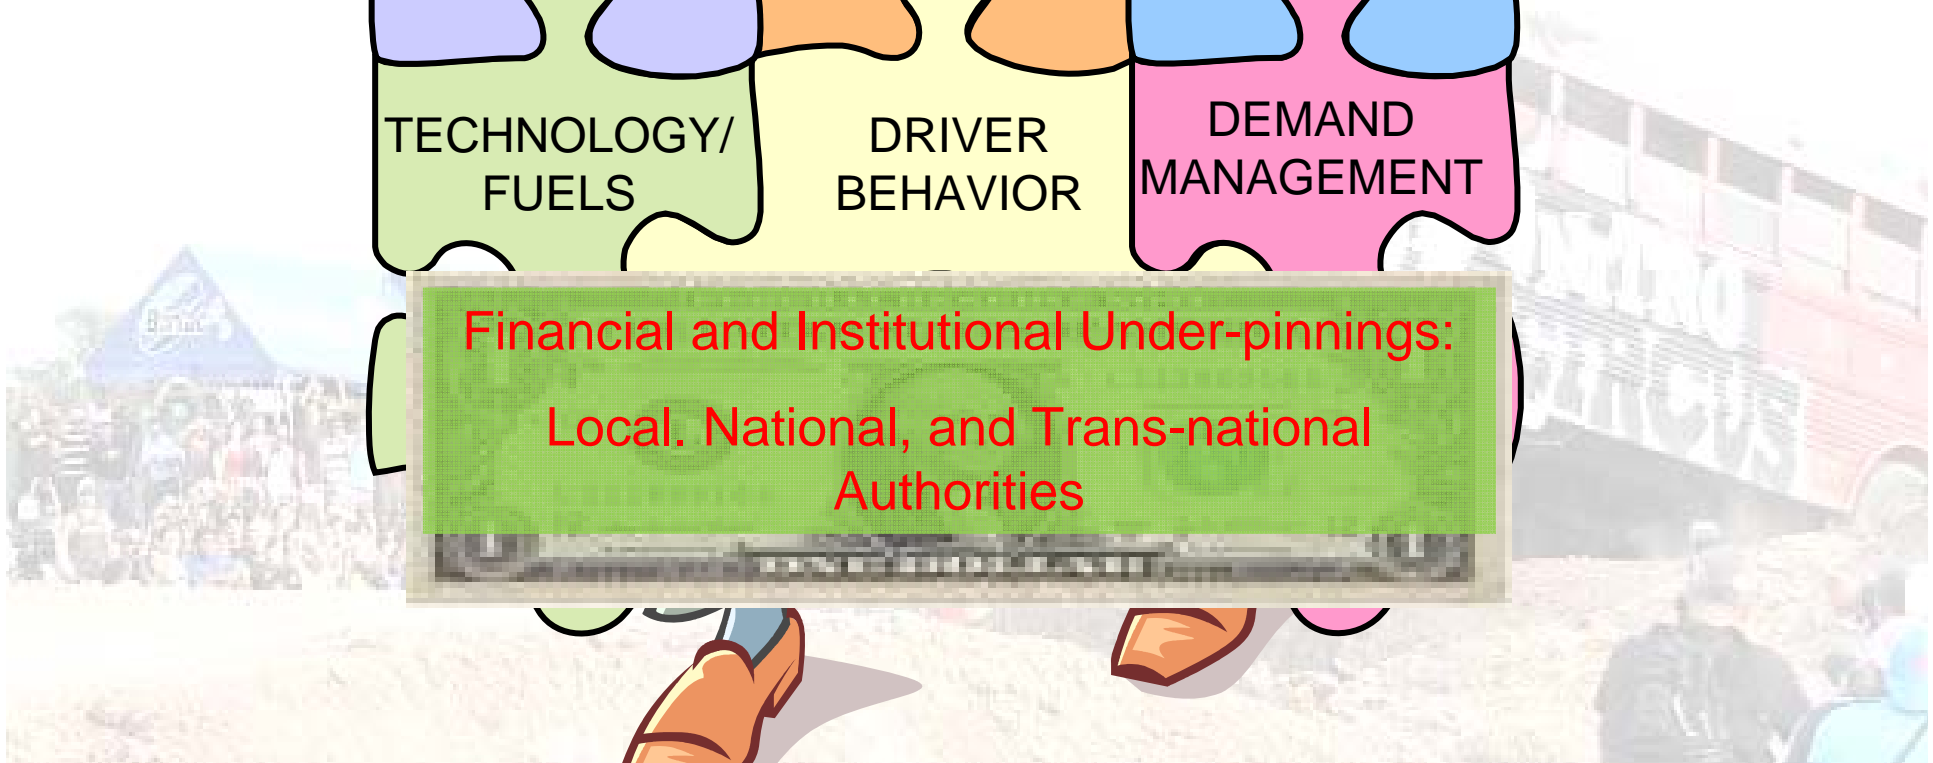 TECHNOLOGY/
FUELS
DRIVER
BEHAVIOR
DEMAND
MANAGEMENT
Financial and Institutional Under-pinnings:
Local. National, and Trans-national
Authorities